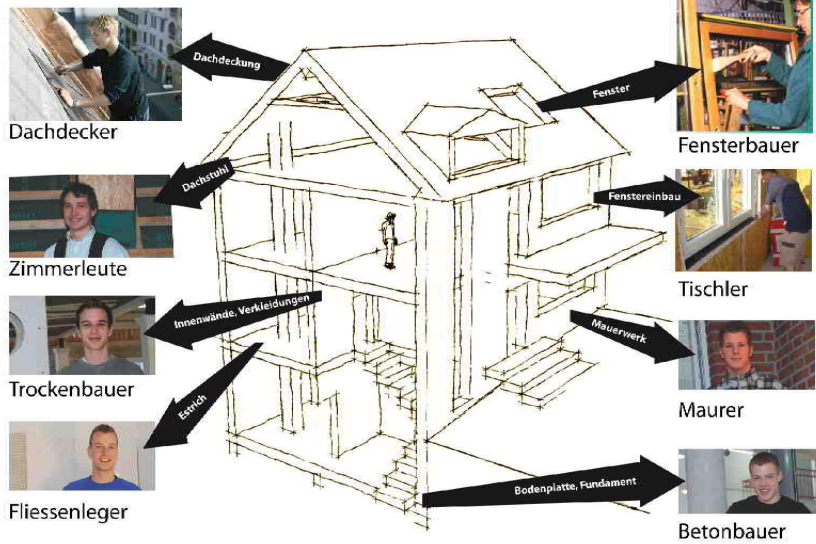 Dachdeckung
Dachdecker
Fenster
Fensterbauer
Dachstuhl
Zimmerleute
Fenstereinbau
Tischler
Innenwände, Verkleidungen
Trockenbauer
Mauerwerk
Maurer
Estrich
Fliessenleger
Bodenplatte, Fundament
Betonbauer